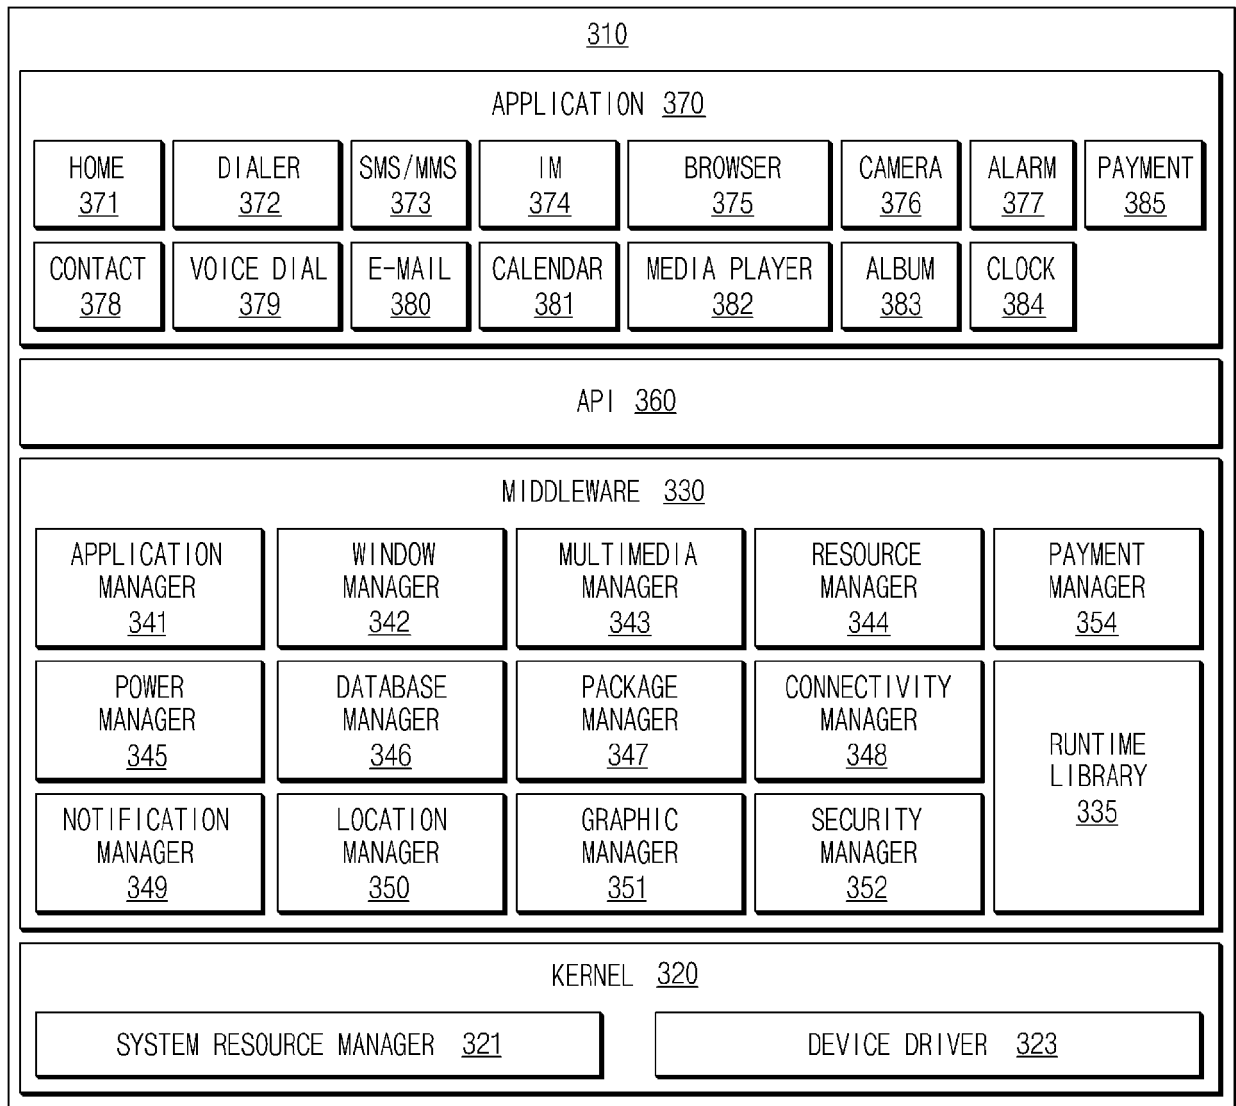 310
APPLICATION 370
HOME
371
DIALER
372
SMS/MMS
373
IM
374
BROWSER
375
CAMERA
376
ALARM
377
PAYMENT
385
CONTACT
378
VOICE DIAL
379
E-MAIL
380
CALENDAR
381
MEDIA PLAYER
382
ALBUM
383
CLOCK
384
API 360
MIDDLEWARE 330
APPLICATION
MANAGER
341
WINDOW
MANAGER
342
MULTIMEDIA
MANAGER
343
RESOURCE
MANAGER
344
PAYMENT
MANAGER
354
POWER
MANAGER
345
DATABASE
MANAGER
346
PACKAGE
MANAGER
347
CONNECTIVITY
MANAGER
348
RUNTIME
LIBRARY
335
NOTIFICATION
MANAGER
349
LOCATION
MANAGER
350
GRAPHIC
MANAGER
351
SECURITY
MANAGER
352
KERNEL 320
SYSTEM RESOURCE MANAGER 321
DEVICE DRIVER 323